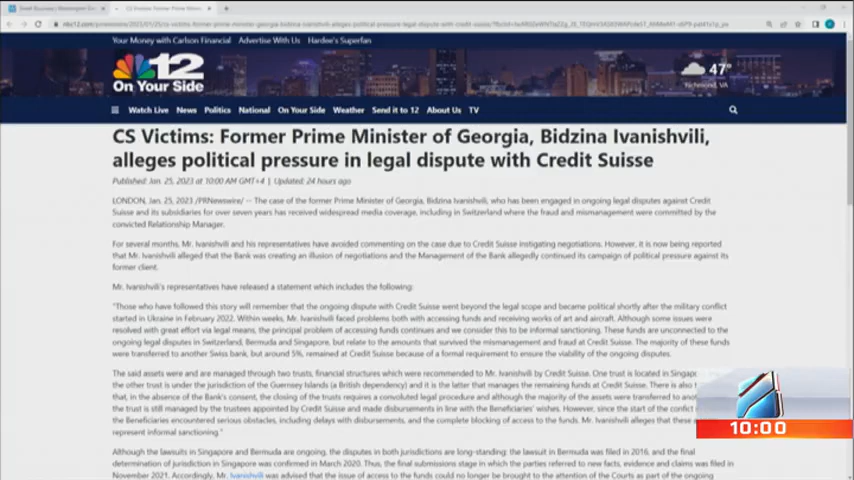 Your Money with Carlson Financial Advertise With Us Hardee's Superfan
12
On Your Side
47°
Richmond, VA
Watch Live News Politics National On Your Side Weather Send it to 12 About Us TV
CS Victims: Former Prime Minister of Georgia, Bidzina Ivanishvili,
alleges political pressure in legal dispute with Credit Suisse
Published: Jan. 25, 2023 at 10:00 AM GMT+4 | Updated: 24 hours ago
LONDON, Jan. 25, 2023 /PRNewswire/ -- The case of the former Prime Minister of Georgia, Bidzina Ivanishvili, who has been engaged in ongoing legal disputes against Credit
Suisse and its subsidiaries for over seven years has received widespread media coverage, including in Switzerland where the fraud and mismanagement were committed by the
convicted Relationship Manager.
For several months, Mr. Ivanishvili and his representatives have avoided commenting on the case due to Credit Suisse instigating negotiations. However, it is now being reported
that Mr. Ivanishvili alleged that the Bank was creating an illusion of negotiations and the Management of the Bank allegedly continued its campaign of political pressure against its
former client.
Mr. Ivanishvili's representatives have released a statement which includes the following:
"Those who have followed this story will remember that the ongoing dispute with Credit Suisse went beyond the legal scope and became political shortly after the military conflict
started in Ukraine in February 2022. Within weeks, Mr. Ivanishvili faced problems both with accessing funds and receiving works of art and aircraft. Although some issues were
resolved with great effort via legal means, the principal problem of accessing funds continues and we consider this to be informal sanctioning. These funds are unconnected to the
ongoing legal disputes in Switzerland, Bermuda and Singapore, but relate to the amounts that survived the mismanagement and fraud at Credit Suisse. The majority of these funds
were transferred to another Swiss bank, but around 5%, remained at Credit Suisse because of a formal requirement to ensure the viability of the ongoing disputes.
The said assets were and are managed through two trusts, financial structures which were recommended to Mr. Ivanishvili by Credit Suisse. One trust is located in Singap
the other trust is under the jurisdiction of the Guernsey Islands (a British dependency) and it is the latter that manages the remaining funds at Credit Suisse. There is also
that, in the absence of the Bank's consent, the closing of the trusts requires a convoluted legal procedure and although the majority of the assets were transferred to
the trust is still managed by the trustees appointed by Credit Suisse and made disbursements in line with the Beneficiaries' wishes. However, since the start of the conflict
the Beneficiaries encountered serious obstacles, including delays with disbursements, and the complete blocking of access to the funds. Mr. Ivanishvili alleges that these
represent informal sanctioning."
Although the lawsuits in Singapore and Bermuda are ongoing, the disputes in both jurisdictions are long-standing: the lawsuit in Bermuda was filed in 2016, and the final
determination of jurisdiction in Singapore was confirmed in March 2020. Thus, the final submissions stage in which the parties referred to new facts, evidence and claims was filed in
November 2021. Accordingly, Mr. Ivanishvili was advised that the issue of access to the funds could no longer be brought to the attention of the Courts as part of the ongoing
10:00